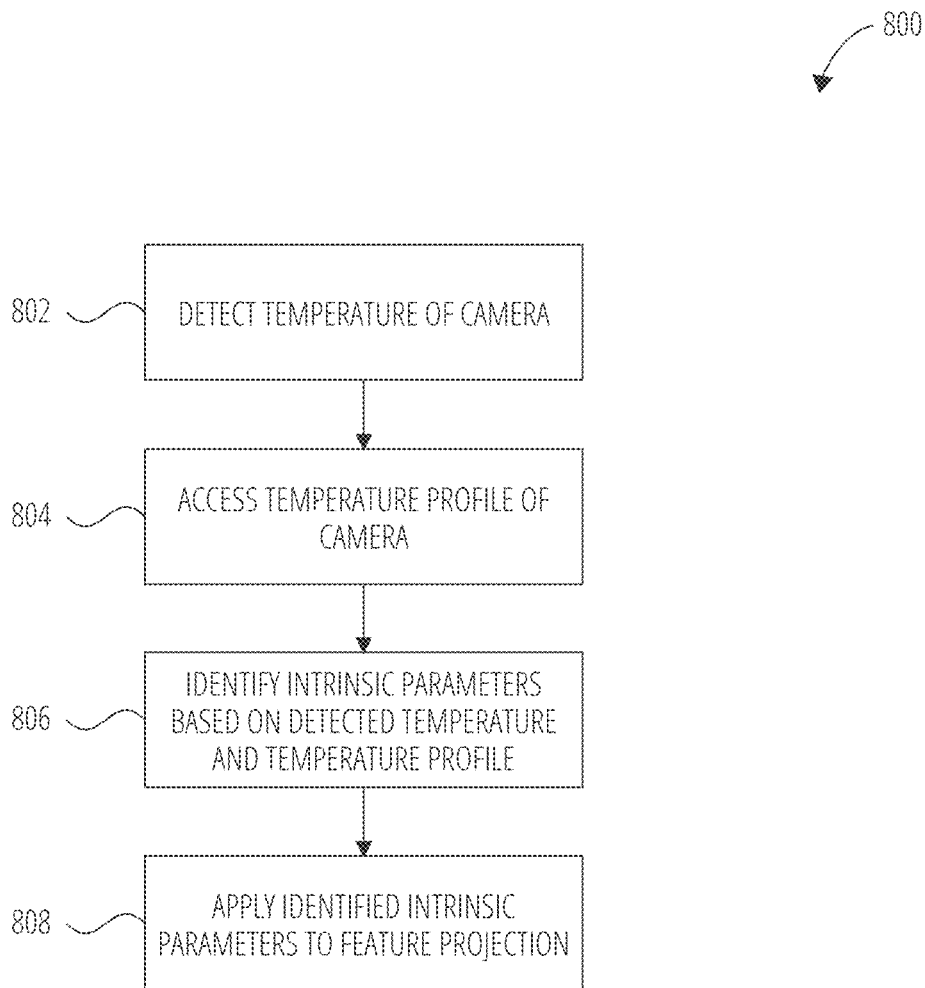 800
802
DETECT TEMPERATURE OF CAMERA
804
ACCESS TEMPERATURE PROFILE OF
CAMERA
806
IDENTIFY INTRINSIC PARAMETERS
BASED ON DETECTED TEMPERATURE
AND TEMPERATURE PROFILE
808
APPLY IDENTIFIED INTRINSIC
PARAMETERS TO FEATURE PROJECTION